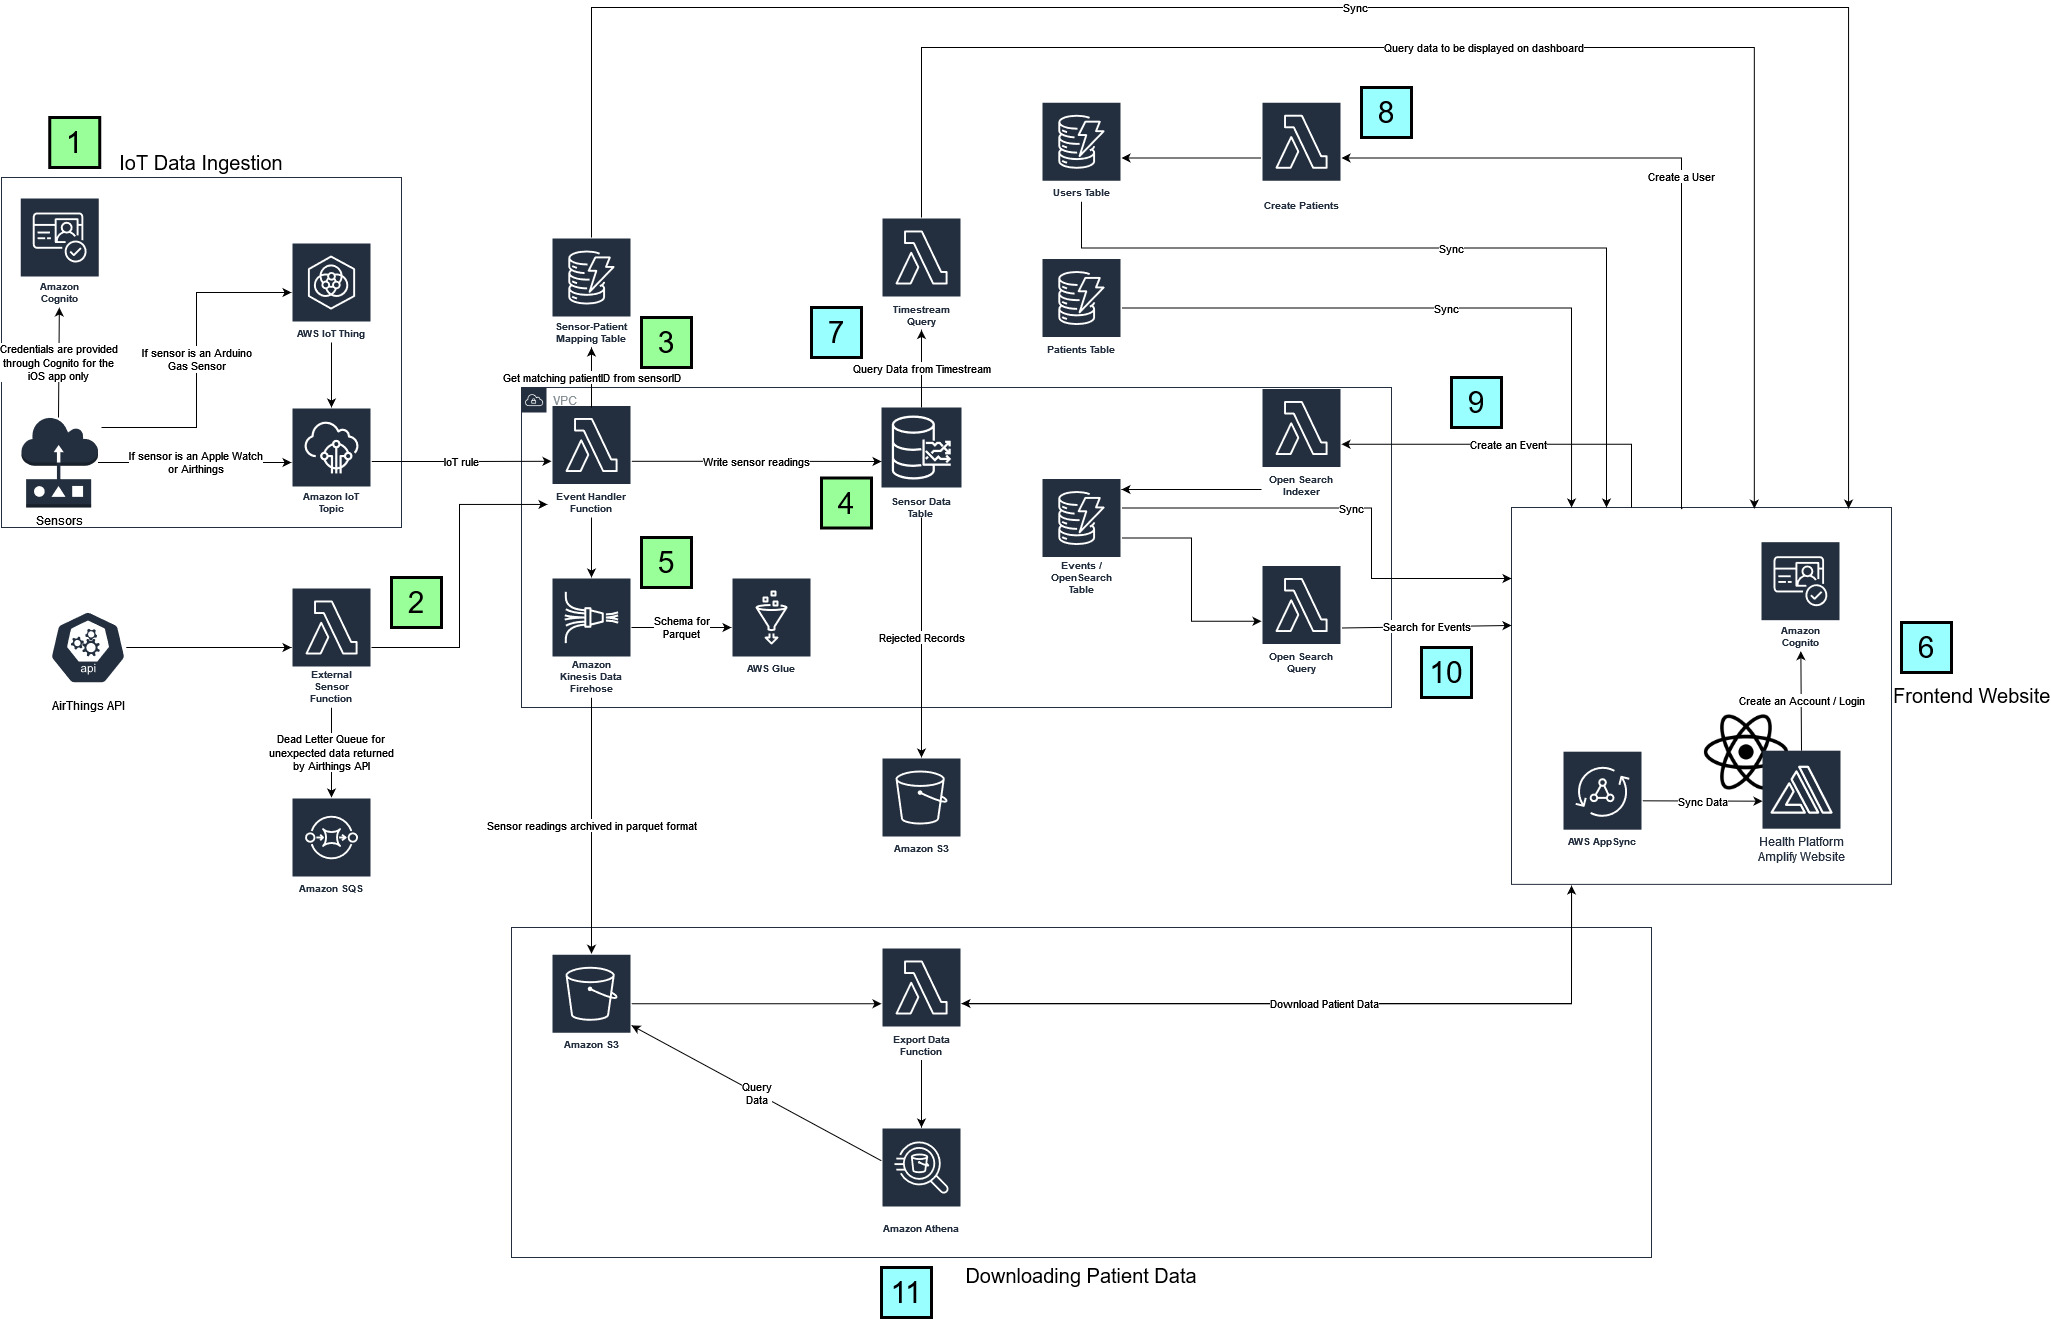 Sync
Query data to be displayed on dashboard
1
IoT Data Ingestion
8
Users Table
Create Patients
Create a User
Amazon
Cognito
AWS IoT Thing
Sensor-Patient
Mapping Table
3
7
Timestream
Query
Sync
Sync
Patients Table
Credentials are provided
through Cognito for the
iOS app only
If sensor is an Arduino
Gas Sensor
Get matching patientID from sensorID
Query Data from Timestream
VPC
9
Create an Event
If sensor is an Apple Watch
or Airthings
IoT rule
Write sensor readings
Sensors
Amazon IoT
Topic
Event Handler
Function
4
Sensor Data
Table
Open Search
Indexer
Sync
5
2
Events /
OpenSearch
Table
Schema for
Parquet
Rejected Records
Search for Events
Amazon
Cognito
6
api
AirThings API
External
Sensor
Function
Amazon
Kinesis Data
Firehose
AWS Glue
Open Search
Query
10
Frontend Website
Create an Account / Login
Dead Letter Queue for
unexpected data returned
by Airthings API
Sync Data
Sensor readings archived in parquet format
Amazon S3
AWS AppSync
Health Platform
Amplify Website
Amazon SQS
Amazon S3
Export Data
Function
Download Patient Data
Query
Data
Amazon Athena
11
Downloading Patient Data